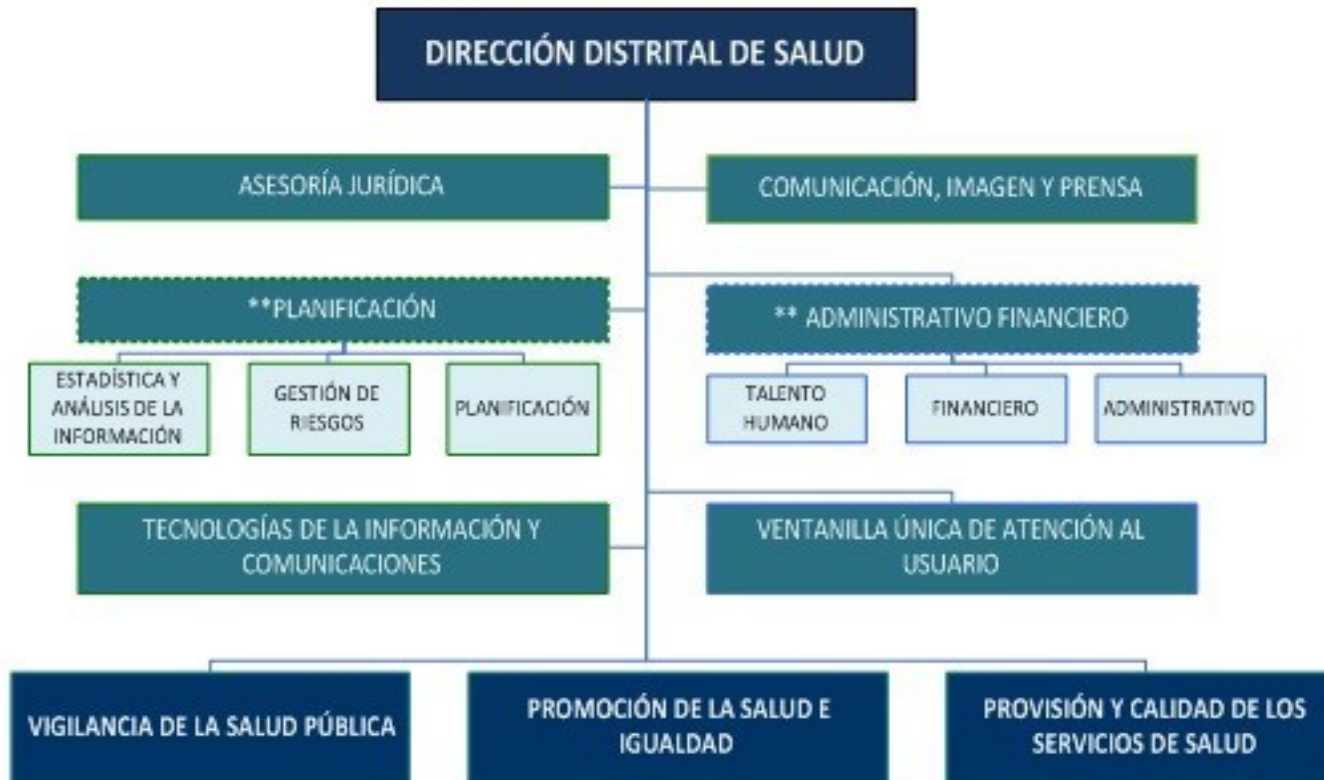 DIRECCIÓN DISTRITAL DE SALUD
ASESORÍA JURÍDICA
COMUNICACIÓN, IMAGEN Y PRENSA
**PLANIFICACIÓN
** ADMINISTRATIVO FINANCIERO
ESTADÍSTICA Y
ANÁLISIS DE LA
INFORMACIÓN
GESTIÓN DE
RIESGOS
PLANIFICACIÓN
TALENTO
HUMANO
FINANCIERO
ADMINISTRATIVO
TECNOLOGÍAS DE LA INFORMACIÓN Y
COMUNICACIONES
VENTANILLA ÚNICA DE ATENCIÓN AL
USUARIO
VIGILANCIA DE LA SALUD PÚBLICA
PROMOCIÓN DE LA SALUD E
IGUALDAD
PROVISIÓN Y CALIDAD DE LOS
SERVICIOS DE SALUD